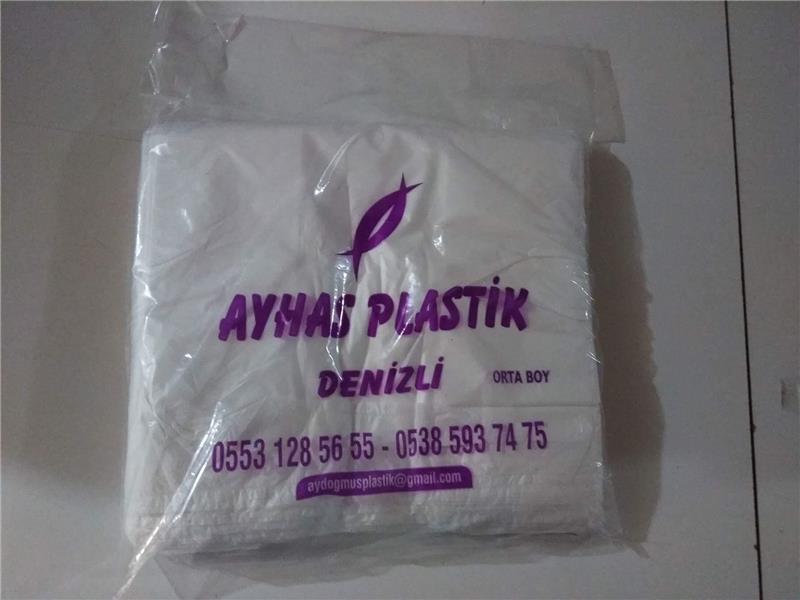 AYHAS PLASTİK
DENİZLİ
ORTA BOY
0553 128 56 55 - 0538 593 74 75
aydogmusplastik@gmail.com